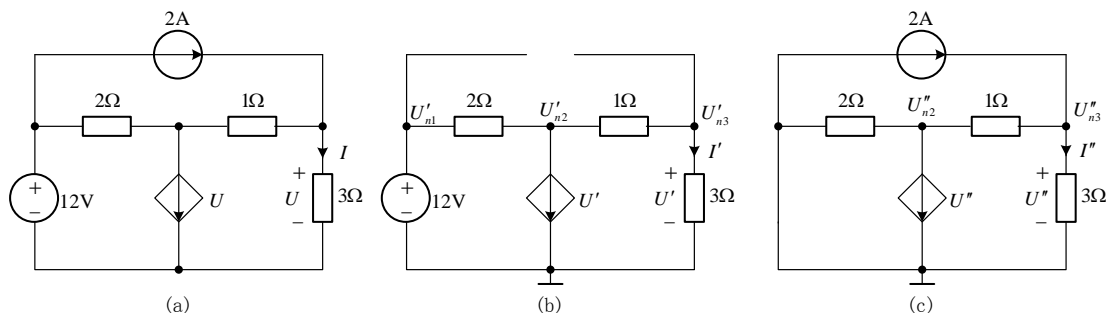 2A
2Ω
1Ω
I
+
12V
−
U
+
U
−
3Ω
(a)
U′n1
2Ω
U′n2
1Ω
U′n3
I′
+
12V
−
U′
+
U′
−
3Ω
(b)
2A
2Ω
U″n2
1Ω
U″n3
I″
U″
+
U″
−
3Ω
(c)